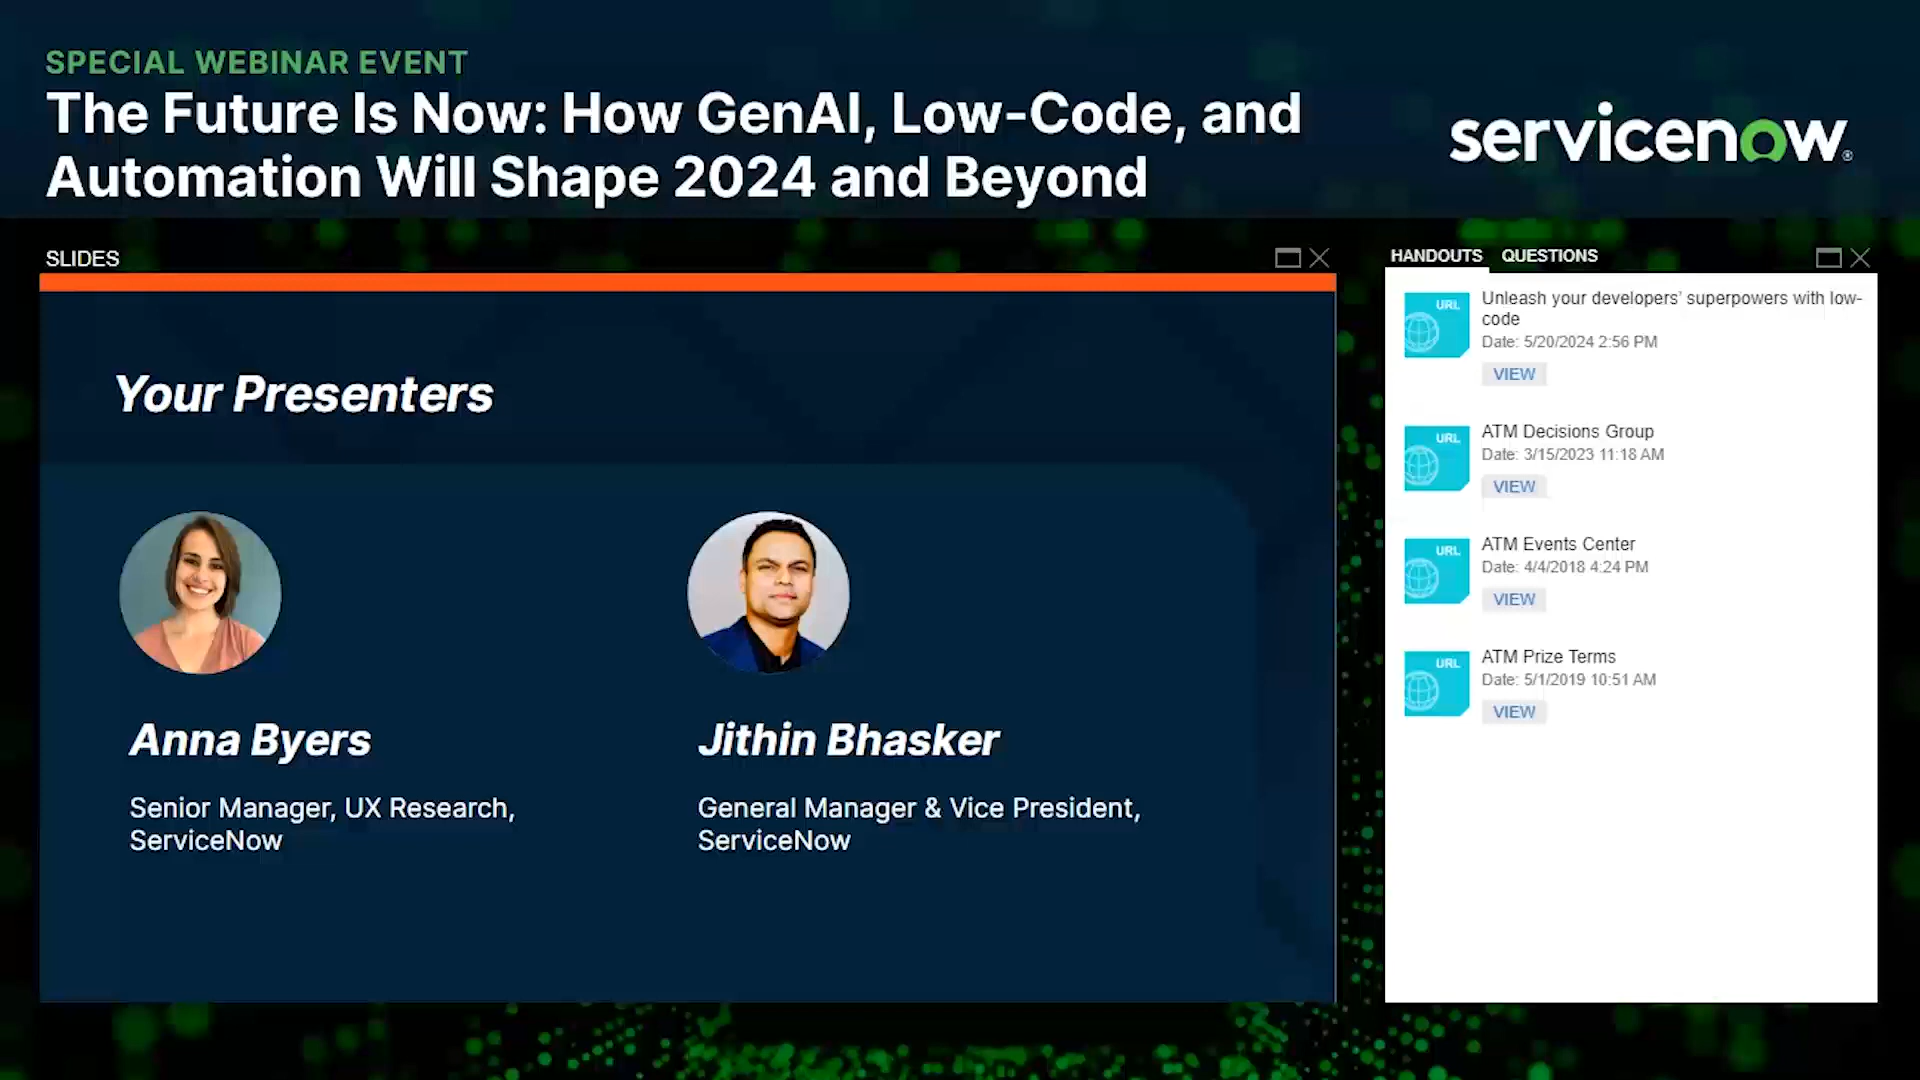 SPECIAL WEBINAR EVENT
The Future Is Now: How GenAI, Low-Code, and
Automation Will Shape 2024 and Beyond
servicenow®
SLIDES
Your Presenters
Anna Byers
Senior Manager, UX Research,
ServiceNow
Jithin Bhasker
General Manager & Vice President,
ServiceNow
HANDOUTS QUESTIONS
URL
Unleash your developers' superpowers with low-
code
Date: 5/20/2024 2:56 PM
VIEW
URL
ATM Decisions Group
Date: 3/15/2023 11:18 AM
VIEW
URL
ATM Events Center
Date: 4/4/2018 4:24 PM
VIEW
URL
ATM Prize Terms
Date: 5/1/2019 10:51 AM
VIEW